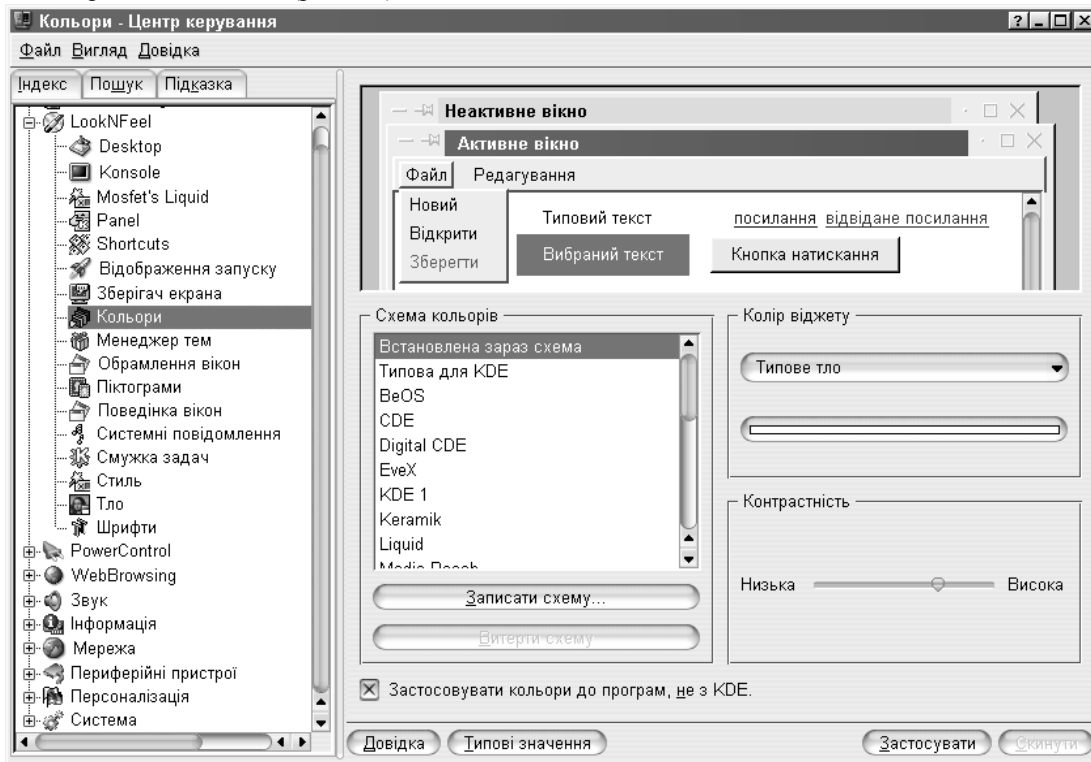 Кольори - Центр керування
Файл Вигляд Довідка
Індекс Пошук Підказка
LookNFeel
Desktop
Konsole
Mosfet's Liquid
Panel
Shortcuts
Відображення запуску
Зберігач екрана
Кольори
Менеджер тем
Обрамлення вікон
Піктограми
Поведінка вікон
Системні повідомлення
Смужка задач
Стиль
Тло
Шрифти
PowerControl
WebBrowsing
Звук
Інформація
Мережа
Периферійні пристрої
Персоналізація
Система
Неактивне вікно
Активне вікно
Файл Редагування
Новий
Відкрити
Зберегти
Типовий текст
посилання відвідане посилання
Вибраний текст
Кнопка натискання
Схема кольорів
Встановлена зараз схема
Типова для KDE
BeOS
CDE
Digital CDE
EveX
KDE 1
Keramik
Liquid
Записати схему...
Витерти схему
Колір віджету
Типове тло
Контрастність
Низька Висока
Застосовувати кольори до програм, не з KDE.
Довідка Типові значення Застосувати Скинути